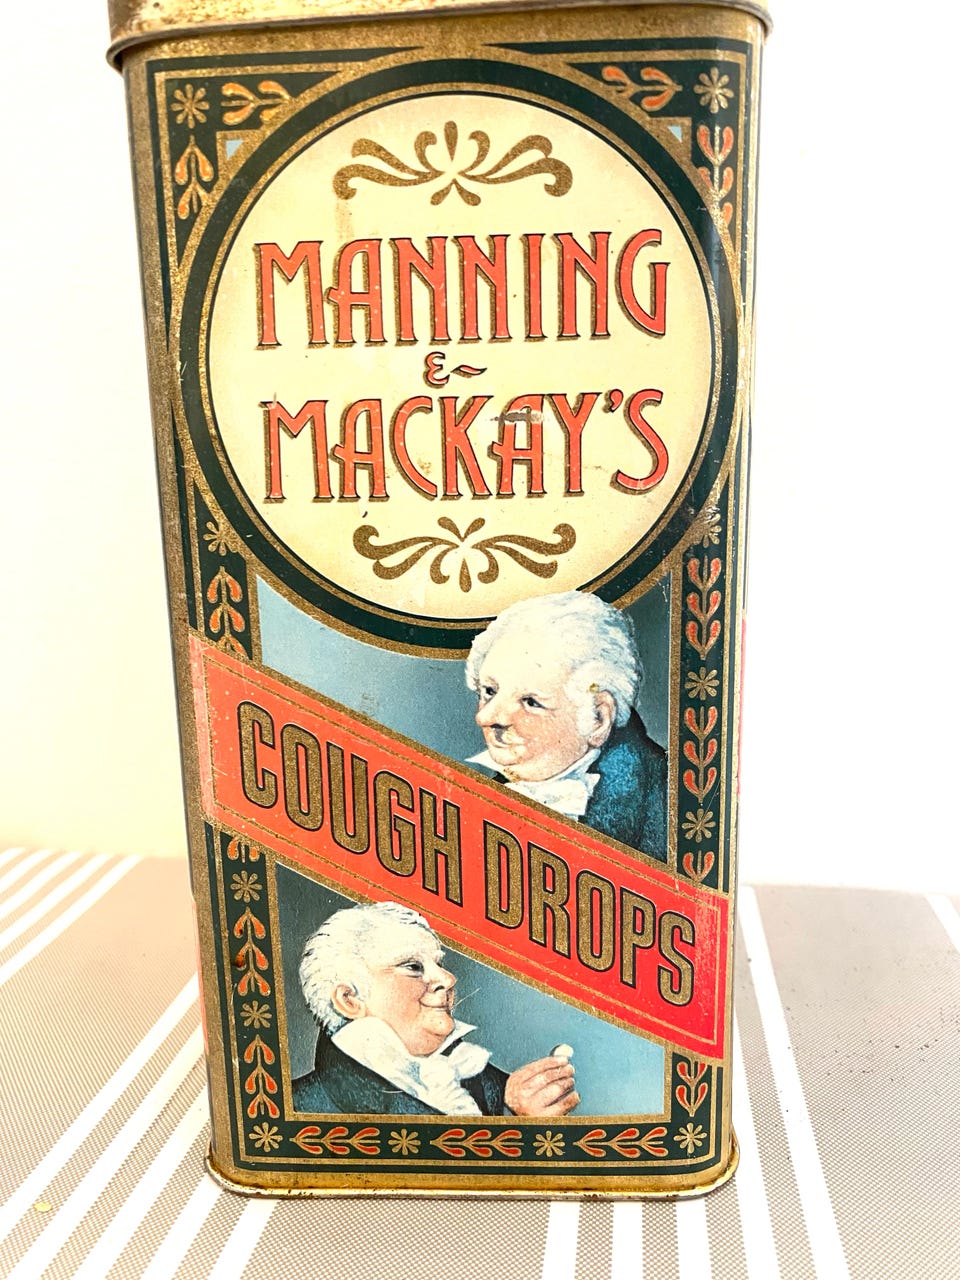 MANNING
&
MACKAY'S
COUGH DROPS